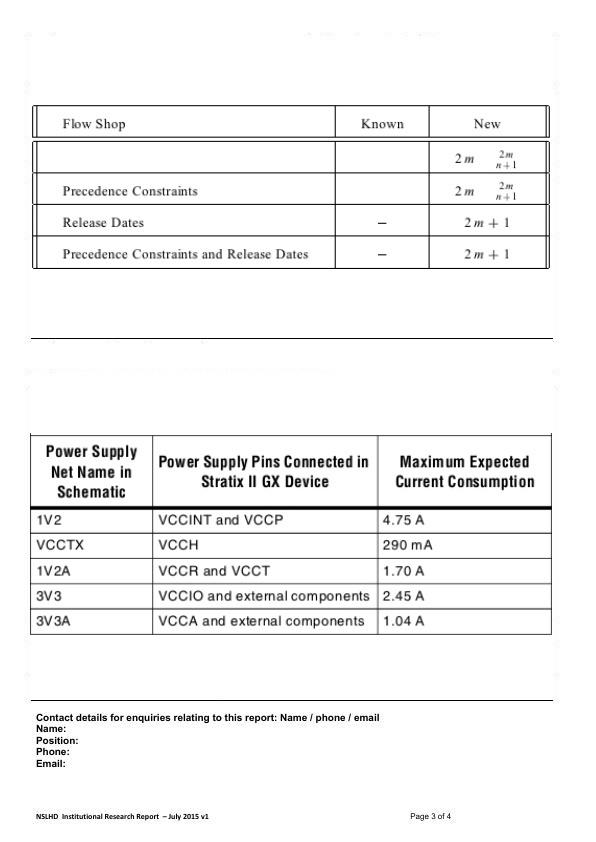 Flow Shop Known New
2m 2m
n+1
Precedence Constraints 2m 2m
n+1
Release Dates – 2m + 1
Precedence Constraints and Release Dates – 2m + 1
Power Supply Net Name in Schematic Power Supply Pins Connected in Stratix II GX Device Maximum Expected Current Consumption
1V2 VCCINT and VCCP 4.75 A
VCCTX VCCH 290 mA
1V2A VCCR and VCCT 1.70 A
3V3 VCCIO and external components 2.45 A
3V3A VCCA and external components 1.04 A
Contact details for enquiries relating to this report: Name / phone / email
Name:
Position:
Phone:
Email:
NSLHD Institutional Research Report – July 2015 v1 Page 3 of 4